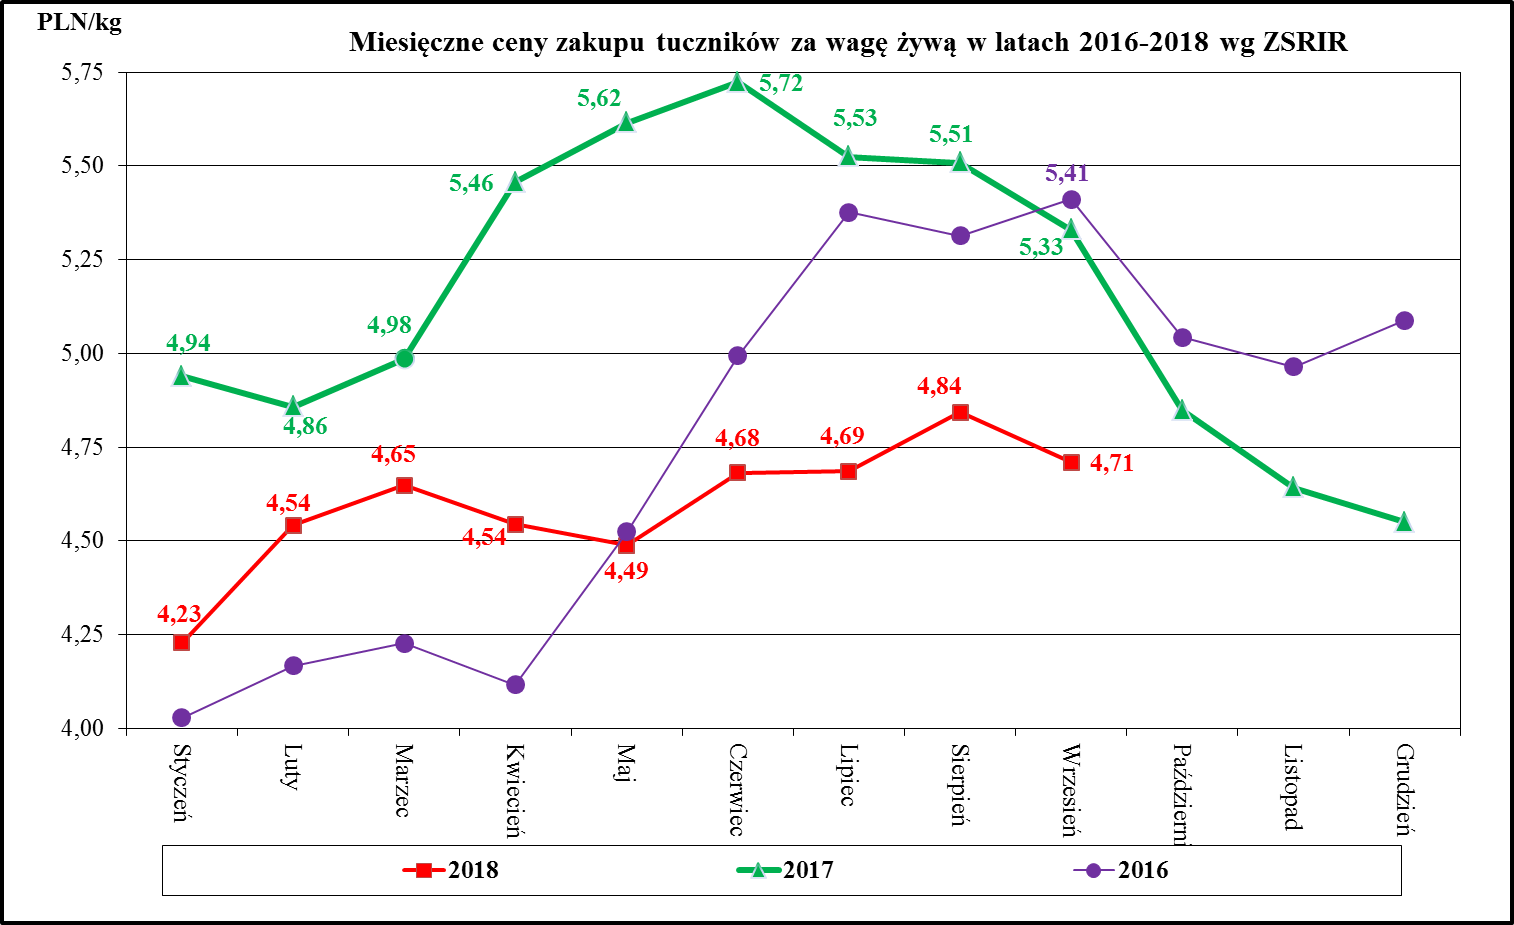 PLN/kg
Miesięczne ceny zakupu tuczników za wagę żywą w latach 2016-2018 wg ZSRIR
5,75
5,50
5,25
5,00
4,75
4,50
4,25
4,00
4,94
4,86
4,98
5,46
5,62
5,72
5,53
5,51
5,33
5,41
4,23
4,54
4,65
4,54
4,49
4,68
4,69
4,84
4,71
Styczeń
Luty
Marzec
Kwiecień
Maj
Czerwiec
Lipiec
Sierpień
Wrzesień
Październi
Listopad
Grudzień
2018
2017
2016